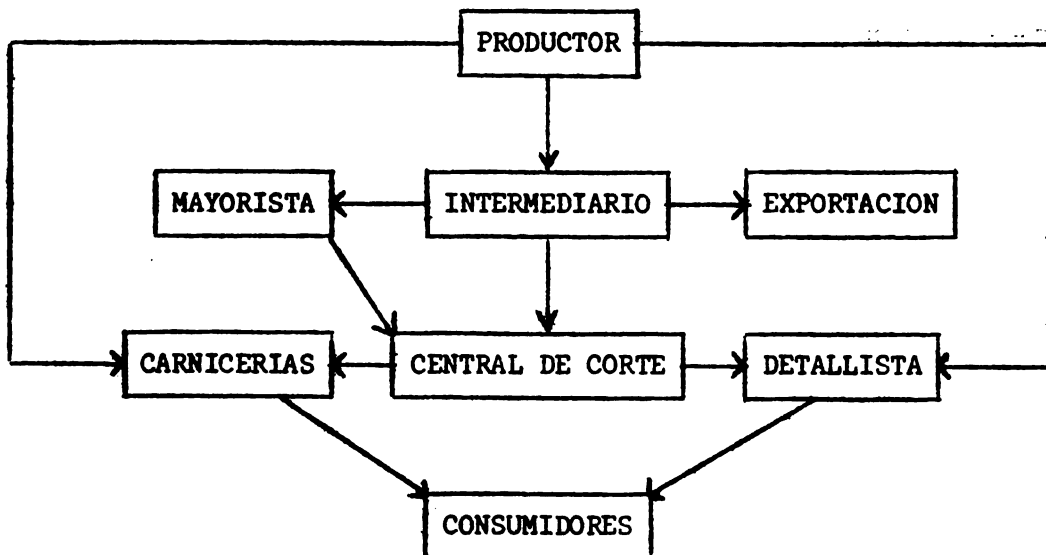 PRODUCTOR
MAYORISTA
INTERMEDIARIO
EXPORTACION
CARNICERIAS
CENTRAL DE CORTE
DETALLISTA
CONSUMIDORES